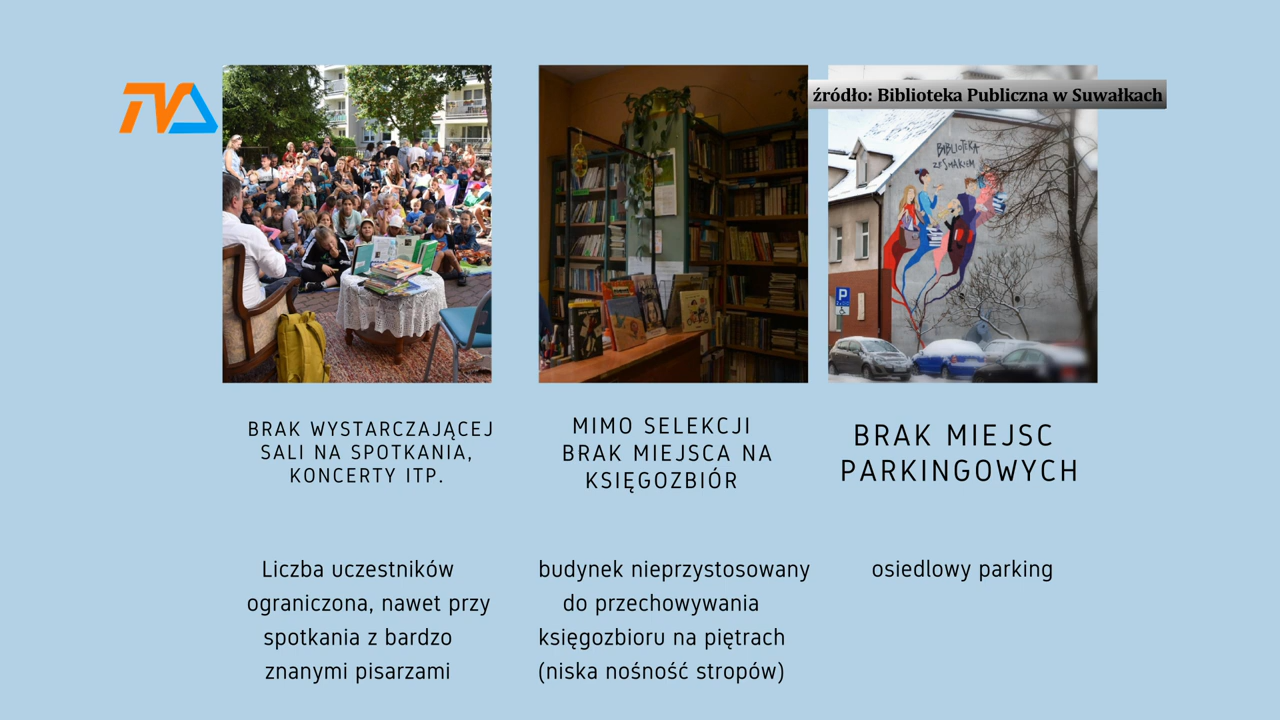 TVS
źródło: Biblioteka Publiczna w Suwałkach
BIBLIOTEKA
ZE SMAKIEM
P
BRAK WYSTARCZAJĄCEJ
SALI NA SPOTKANIA,
KONCERTY ITP.
MIMO SELEKCJI
BRAK MIEJSCA NA
KSIĘGOZBIÓR
BRAK MIEJSC
PARKINGOWYCH
Liczba uczestników
ograniczona, nawet przy
spotkania z bardzo
znanymi pisarzami
budynek nieprzystosowany
do przechowywania
księgozbioru na piętrach
(niska nośność stropów)
osiedlowy parking